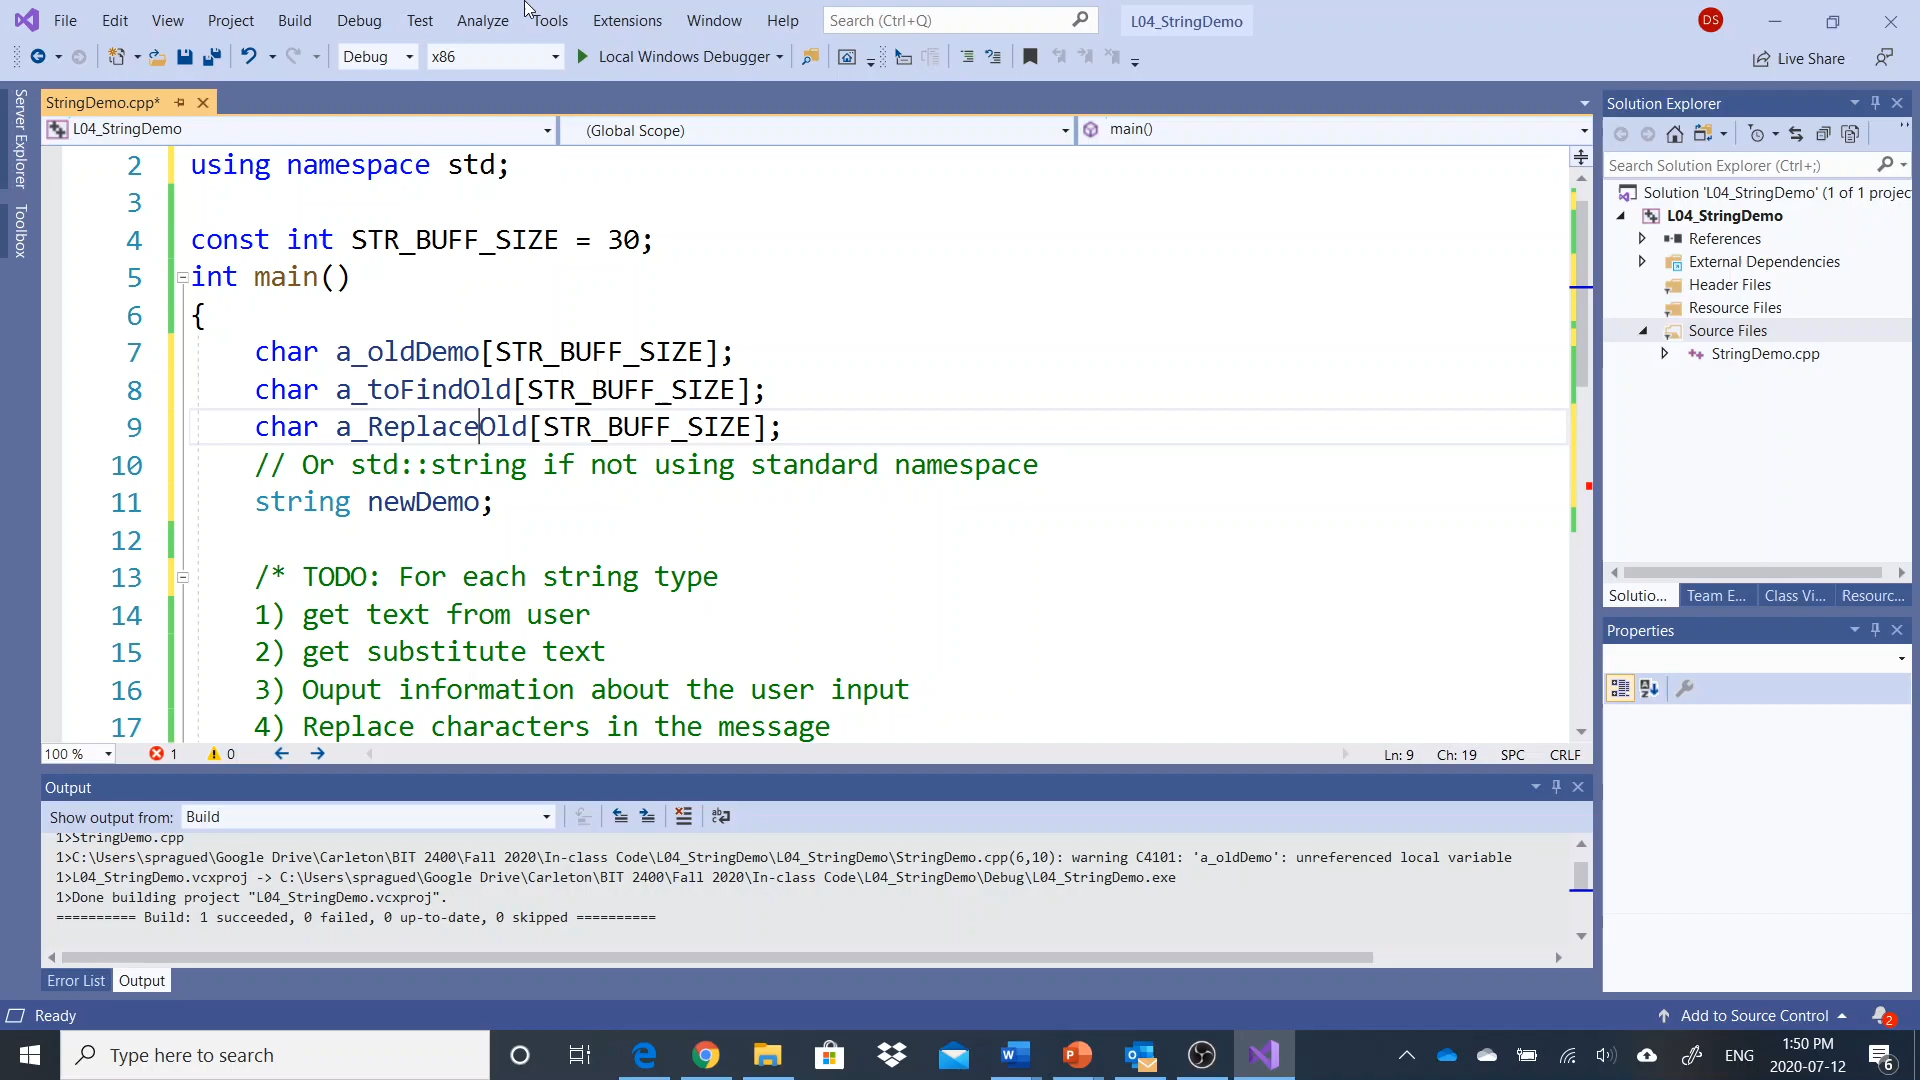 File Edit View Project Build Debug Test Analyze Tools Extensions Window Help Search (Ctrl+Q) L04_StringDemo DS
Debug x86 Local Windows Debugger Live Share
Server Explorer
Toolbox
StringDemo.cpp*
L04_StringDemo (Global Scope) main()
2 using namespace std;
3
4 const int STR_BUFF_SIZE = 30;
5 int main()
6 {
7 char a_oldDemo[STR_BUFF_SIZE];
8 char a_toFindOld[STR_BUFF_SIZE];
9 char a_ReplaceOld[STR_BUFF_SIZE];
10 // Or std::string if not using standard namespace
11 string newDemo;
12
13 /* TODO: For each string type
14 1) get text from user
15 2) get substitute text
16 3) Ouput information about the user input
17 4) Replace characters in the message
100 % 1 0 Ln: 9 Ch: 19 SPC CRLF
Output
Show output from: Build
1>StringDemo.cpp
1>C:\Users\spragued\Google Drive\Carleton\BIT 2400\Fall 2020\In-class Code\L04_StringDemo\L04_StringDemo\StringDemo.cpp(6,10): warning C4101: 'a_oldDemo': unreferenced local variable
1>L04_StringDemo.vcxproj -> C:\Users\spragued\Google Drive\Carleton\BIT 2400\Fall 2020\In-class Code\L04_StringDemo\Debug\L04_StringDemo.exe
1>Done building project "L04_StringDemo.vcxproj".
========== Build: 1 succeeded, 0 failed, 0 up-to-date, 0 skipped ==========
Error List Output
Solution Explorer
Search Solution Explorer (Ctrl+;)
Solution 'L04_StringDemo' (1 of 1 projec
L04_StringDemo
References
External Dependencies
Header Files
Resource Files
Source Files
StringDemo.cpp
Solutio... Team E... Class Vi... Resourc...
Properties
Ready Add to Source Control 2
Type here to search ENG 1:50 PM
2020-07-12 6